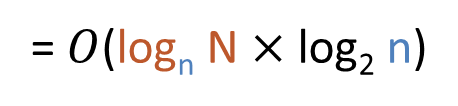 = O(logₙ N × log₂ n)